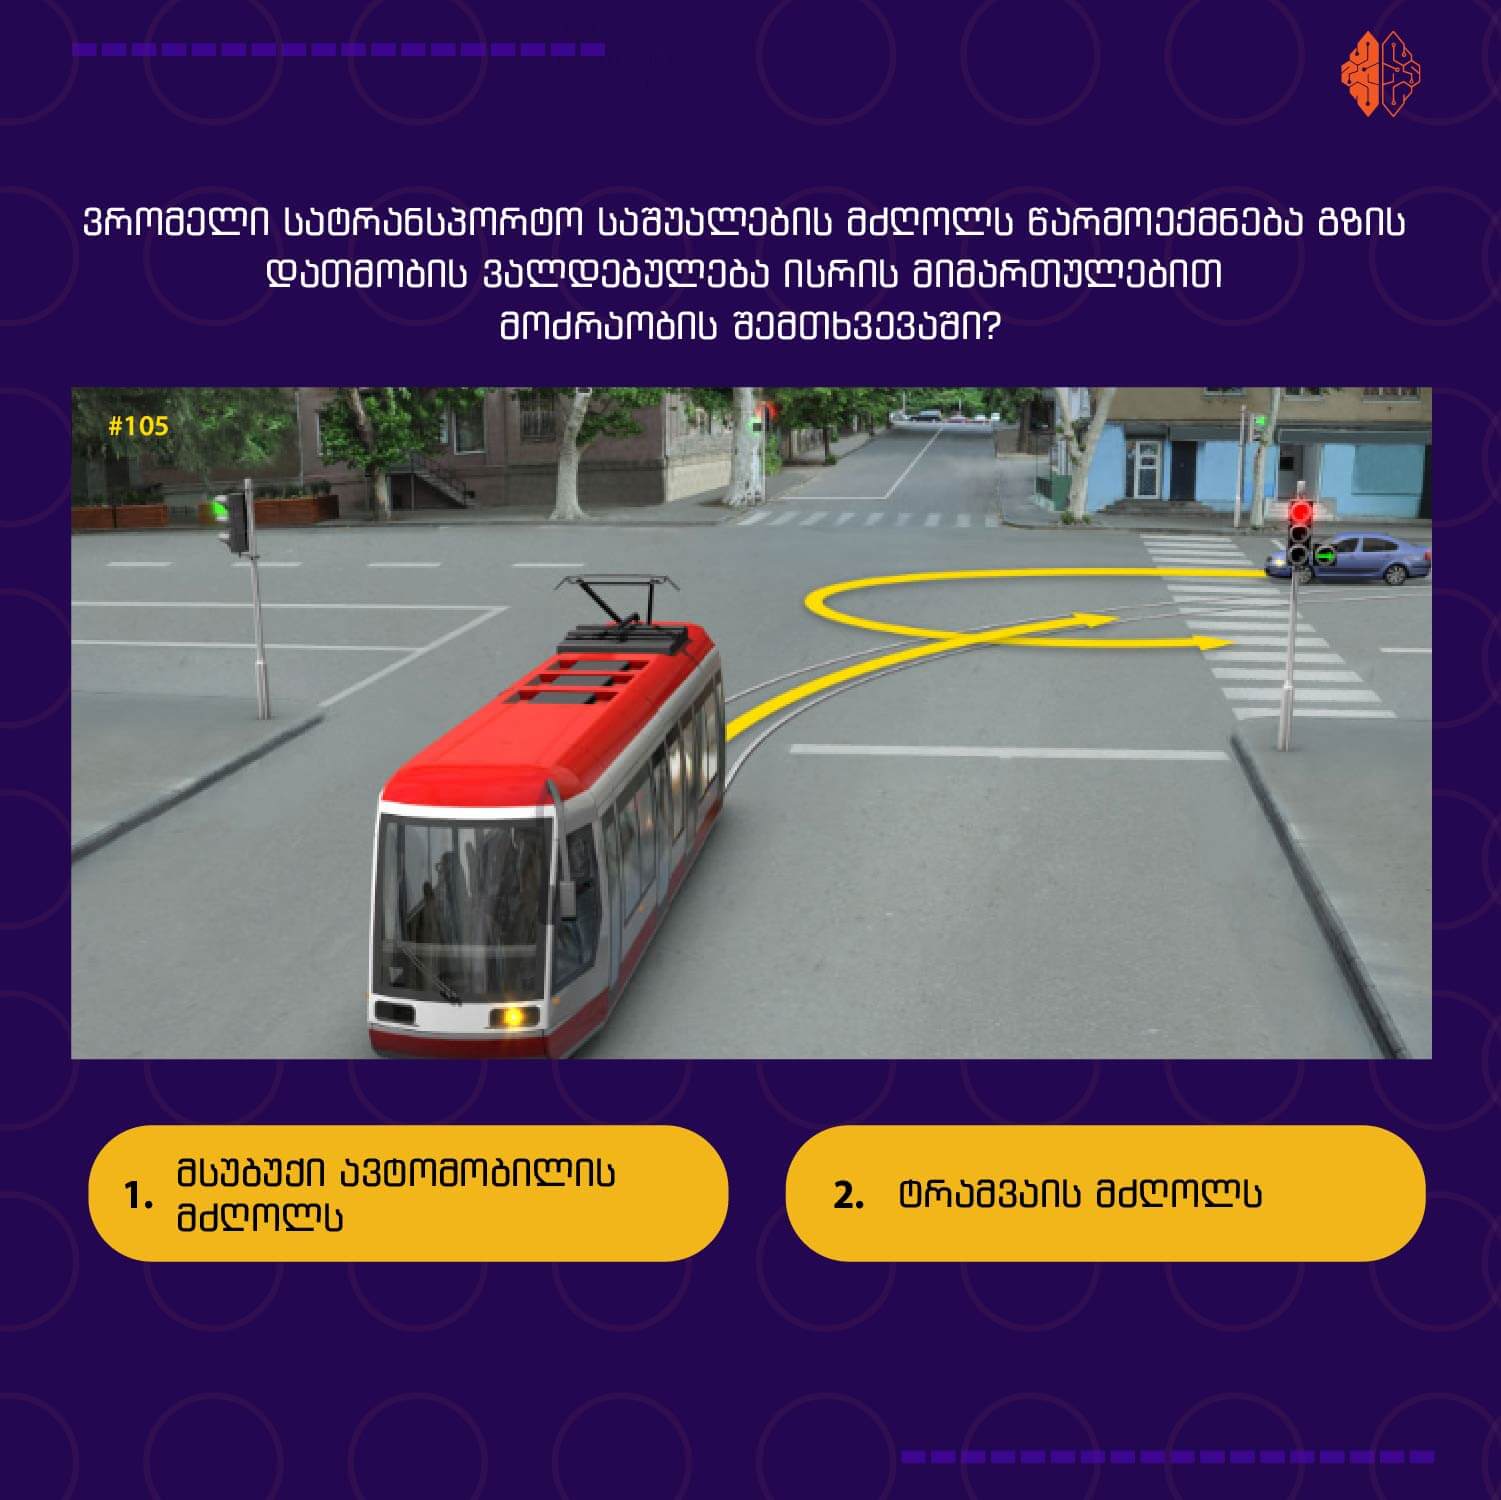 ვრომელი სატრანსპორტო საშუალების მძღოლს წარმოექმნება გზის
დათმობის ვალდებულება ისრის მიმართულებით
მოძრაობის შემთხვევაში?
#105
1. მსუბუქი ავტომობილის
მძღოლს
2. ტრამვაის მძღოლს